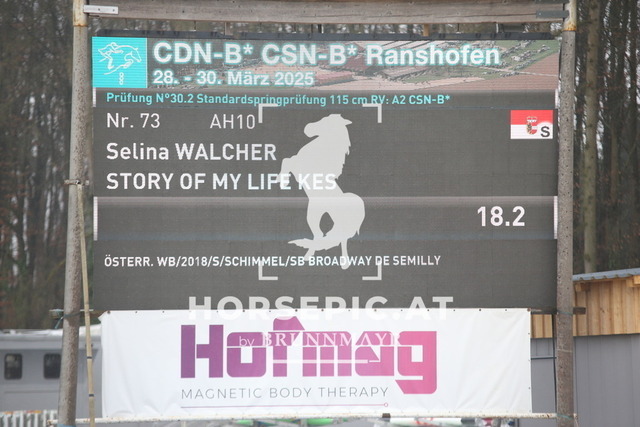 CDN-B* CSN-B* Ranshofen
28. - 30. März 2025
Prüfung N°30.2 Standardspringprüfung 115 cm RV: A2 CSN-B*
Nr. 73 AH10
S
Selina WALCHER
STORY OF MY LIFE KES
18.2
ÖSTERR. WB/2018/S/SCHIMMEL/SB BROADWAY DE SEMILLY
HORSEPIC.AT
by BRUNNMAYR
Hofmag
MAGNETIC BODY THERAPY